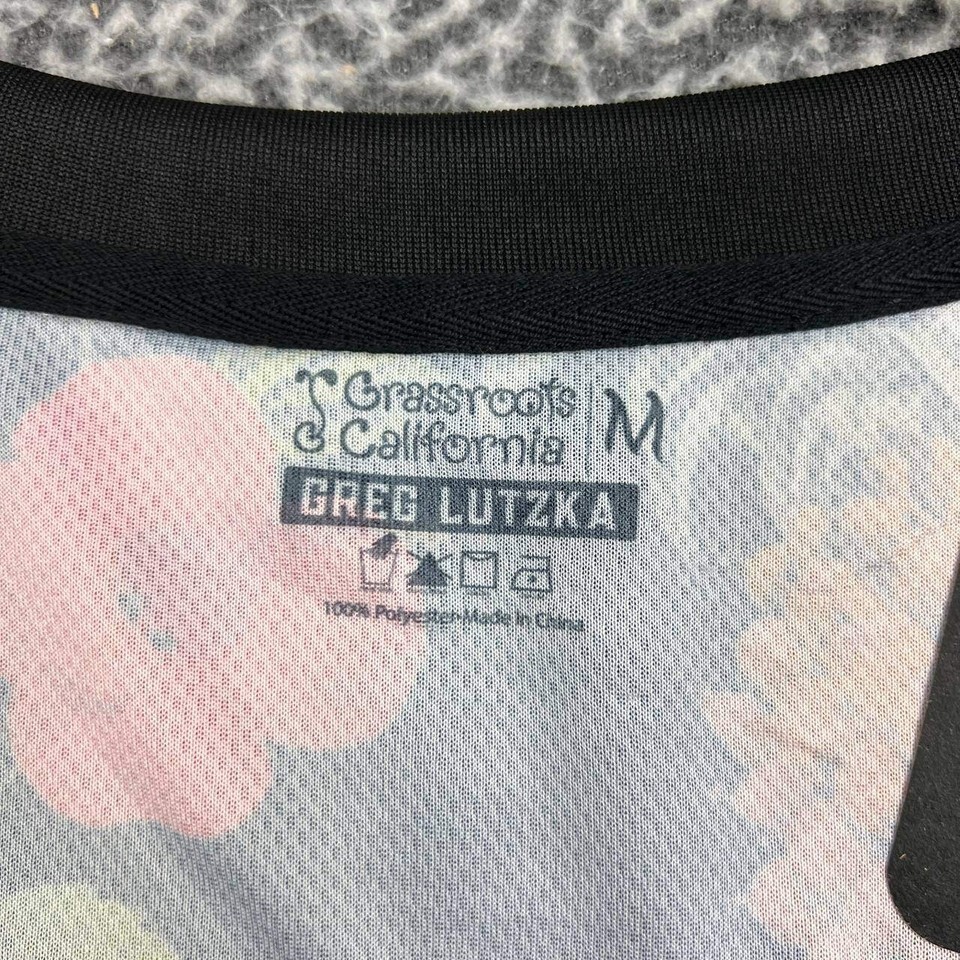 Grassroots
California
M
GREG LUTZKA
100% Polyester•Made in China